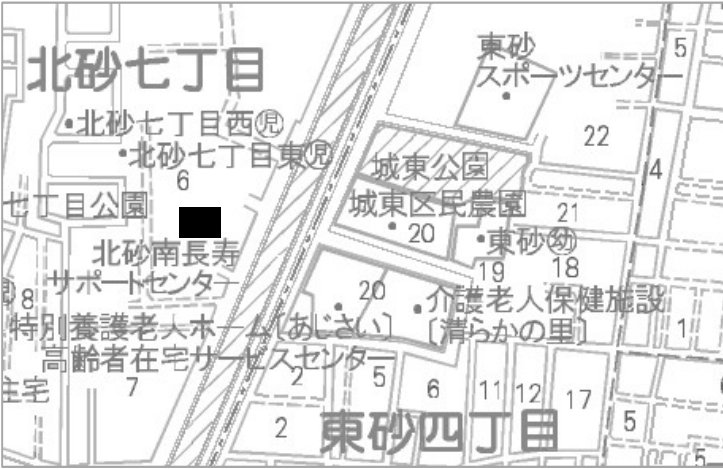 北砂七丁目
東砂
スポーツセンター
5
北砂七丁目西児
22
北砂七丁目東児
城東公園
4
6
七丁目公園
城東区民農園
21
20
東砂幼
北砂南長寿
サポートセンター
19
18
8
20
介護老人保健施設
〔清らかの里〕
1
特別養護老人ホーム〔あじさい〕
高齢者在宅サービスセンター
住宅
7
2
5
6
11
12
17
2
東砂四丁目
5
5